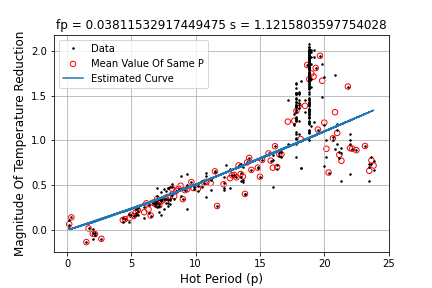 fp = 0.03811532917449475 s = 1.1215803597754028
Data
Mean Value Of Same P
Estimated Curve
Magnitude Of Temperature Reduction
2.0
1.5
1.0
0.5
0.0
0 5 10 15 20 25
Hot Period (p)